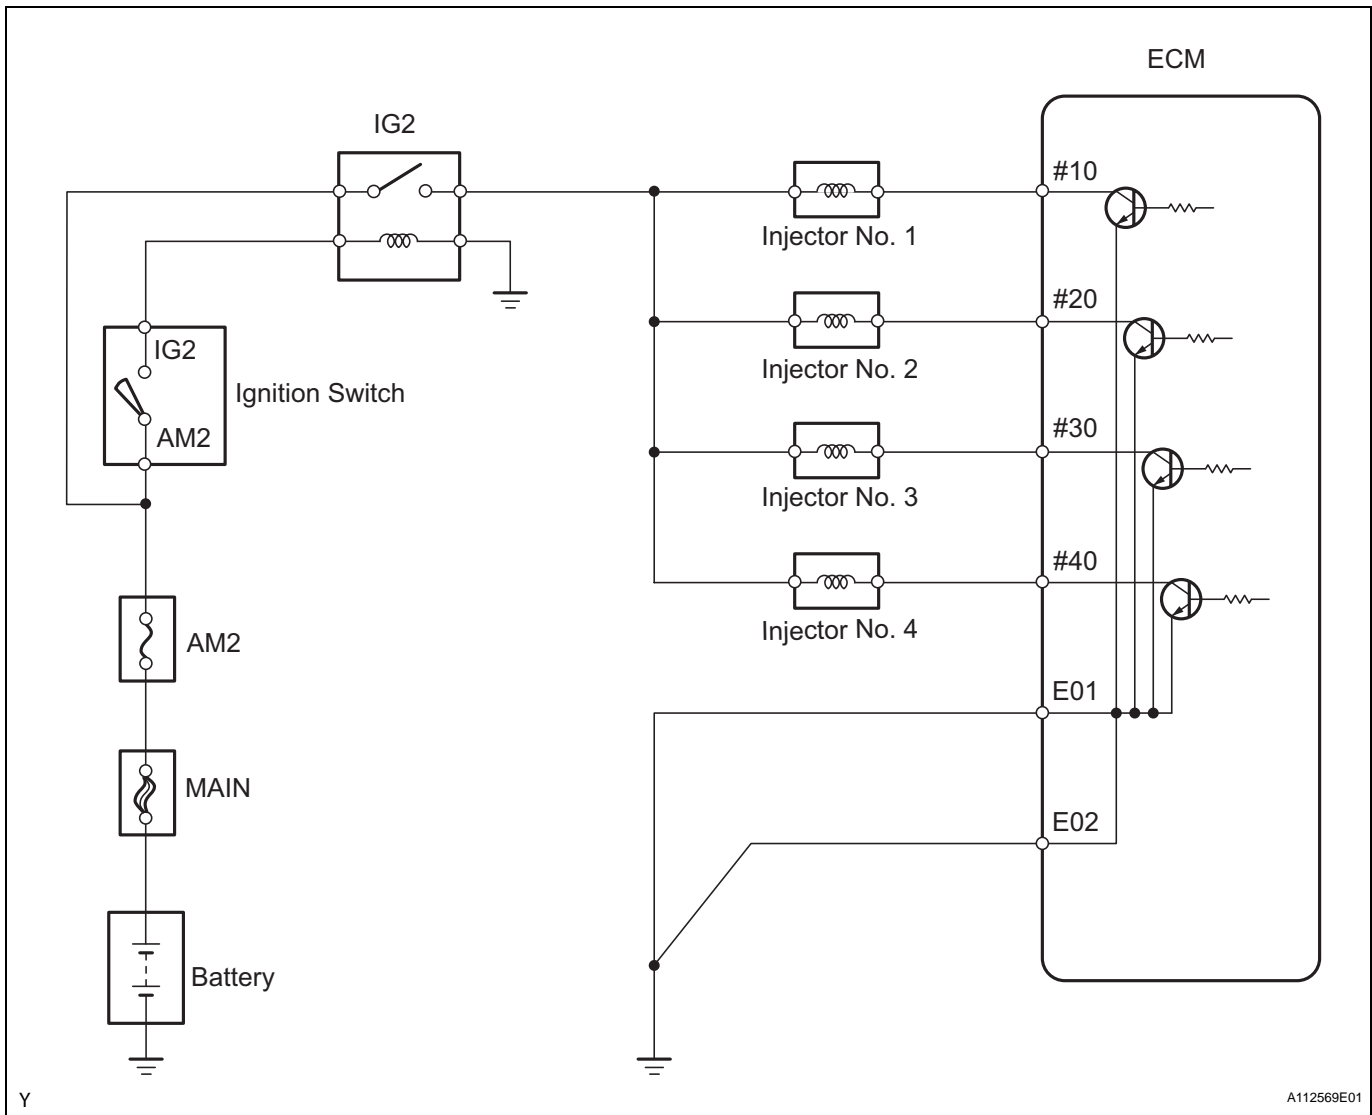 ECM
IG2
#10
Injector No. 1
#20
IG2
Injector No. 2
Ignition Switch
AM2
#30
Injector No. 3
#40
Injector No. 4
AM2
E01
MAIN
E02
Battery
Y
A112569E01